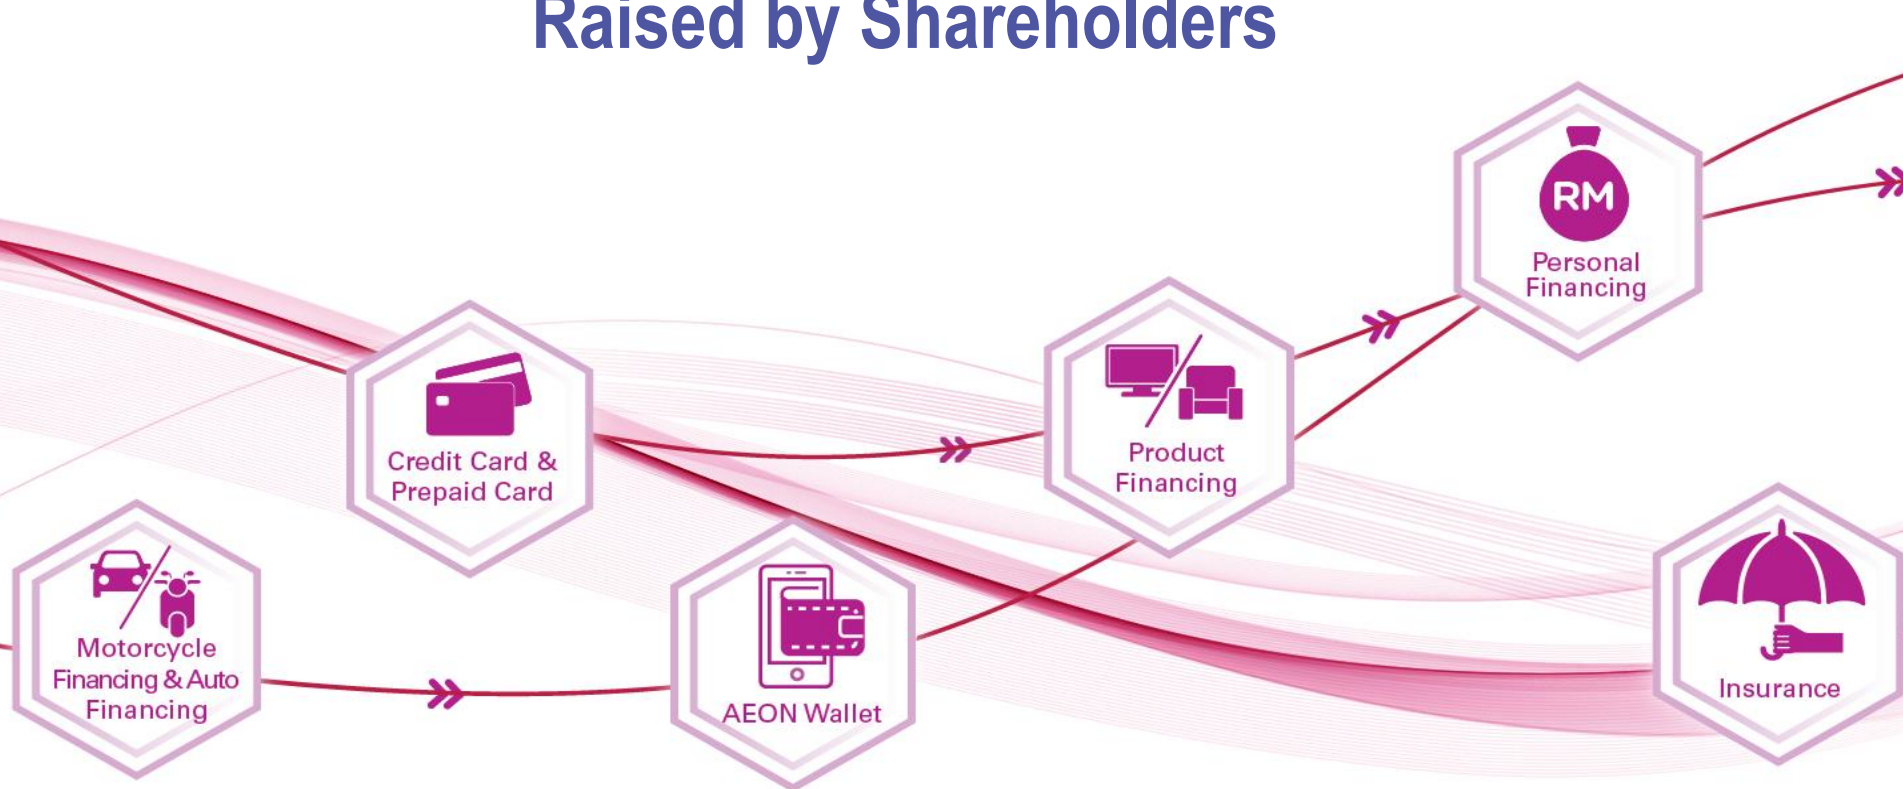 Raised by Shareholders
RM
Personal
Financing
Product
Financing
Credit Card &
Prepaid Card
Motorcycle
Financing & Auto
Financing
AEON Wallet
Insurance